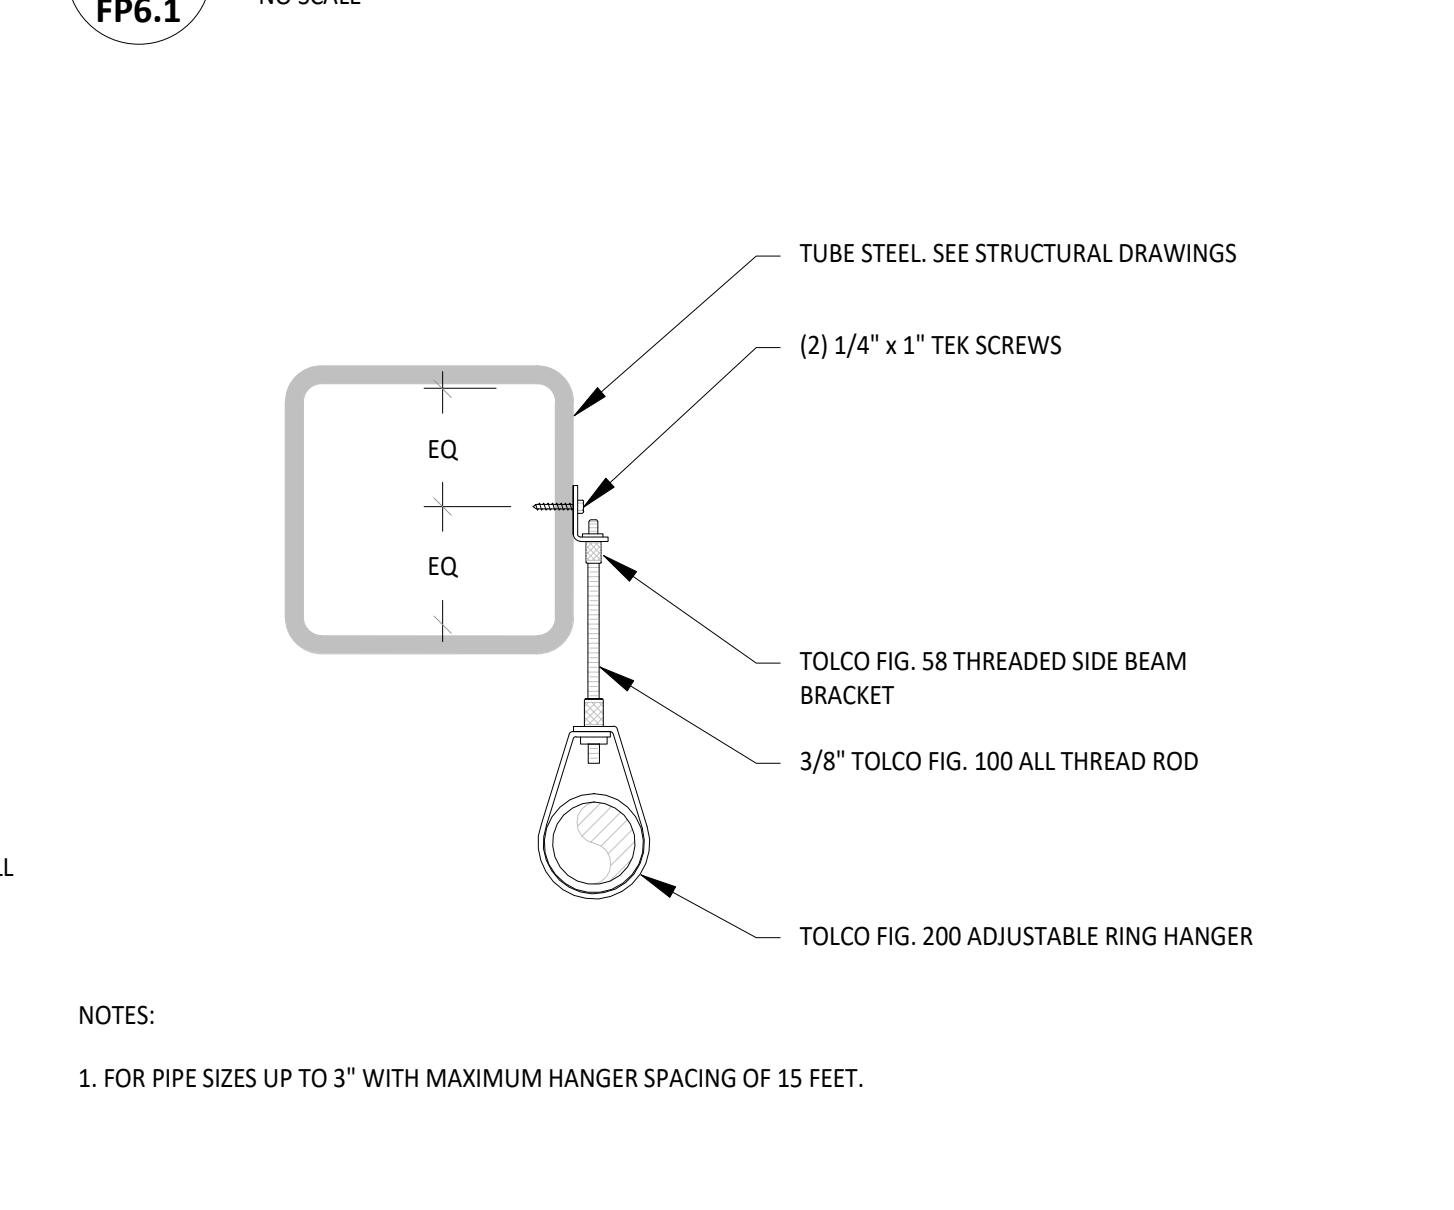 FP6.1
NO SCALE
TUBE STEEL. SEE STRUCTURAL DRAWINGS
(2) 1/4" x 1" TEK SCREWS
EQ
EQ
TOLCO FIG. 58 THREADED SIDE BEAM
BRACKET
3/8" TOLCO FIG. 100 ALL THREAD ROD
TOLCO FIG. 200 ADJUSTABLE RING HANGER
NOTES:
1. FOR PIPE SIZES UP TO 3" WITH MAXIMUM HANGER SPACING OF 15 FEET.